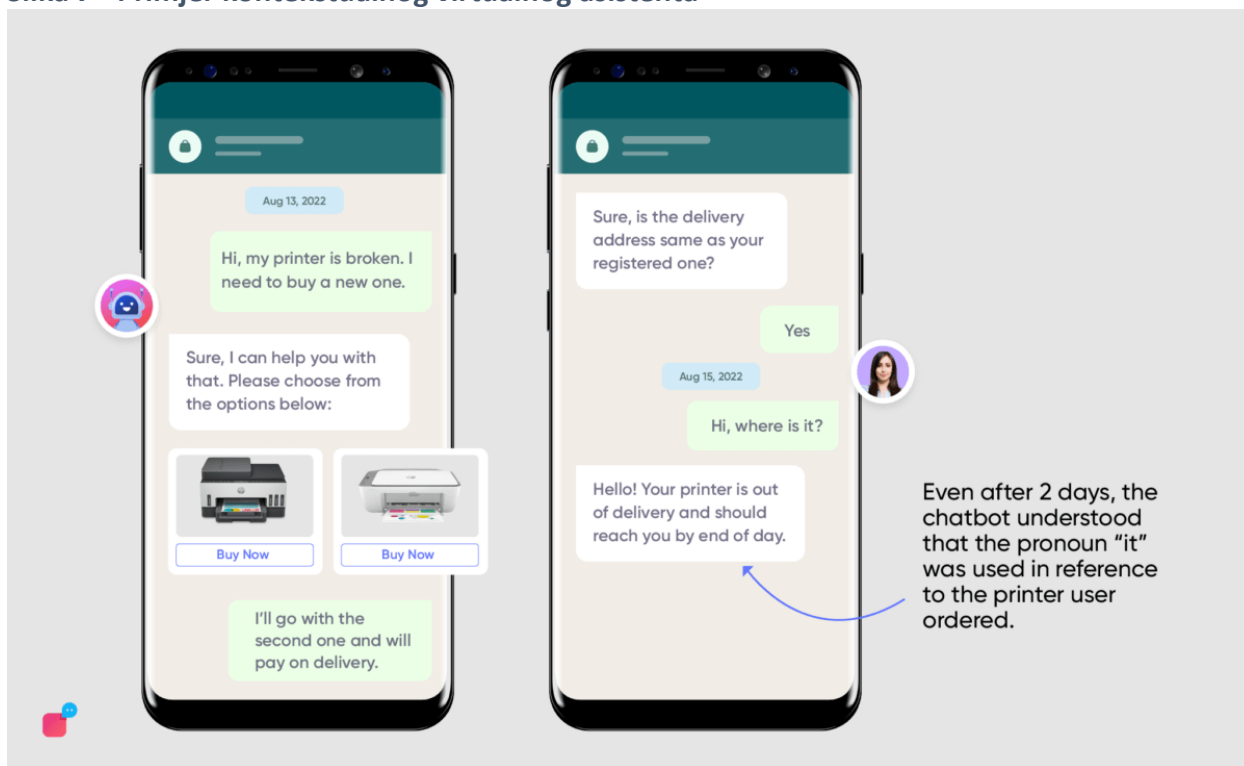 Aug 13, 2022
Hi, my printer is broken. I
need to buy a new one.
Sure, I can help you with
that. Please choose from
the options below:
Buy Now
Buy Now
I'll go with the
second one and will
pay on delivery.
Sure, is the delivery
address same as your
registered one?
Yes
Aug 15, 2022
Hi, where is it?
Hello! Your printer is out
of delivery and should
reach you by end of day.
Even after 2 days, the
chatbot understood
that the pronoun “it”
was used in reference
to the printer user
ordered.